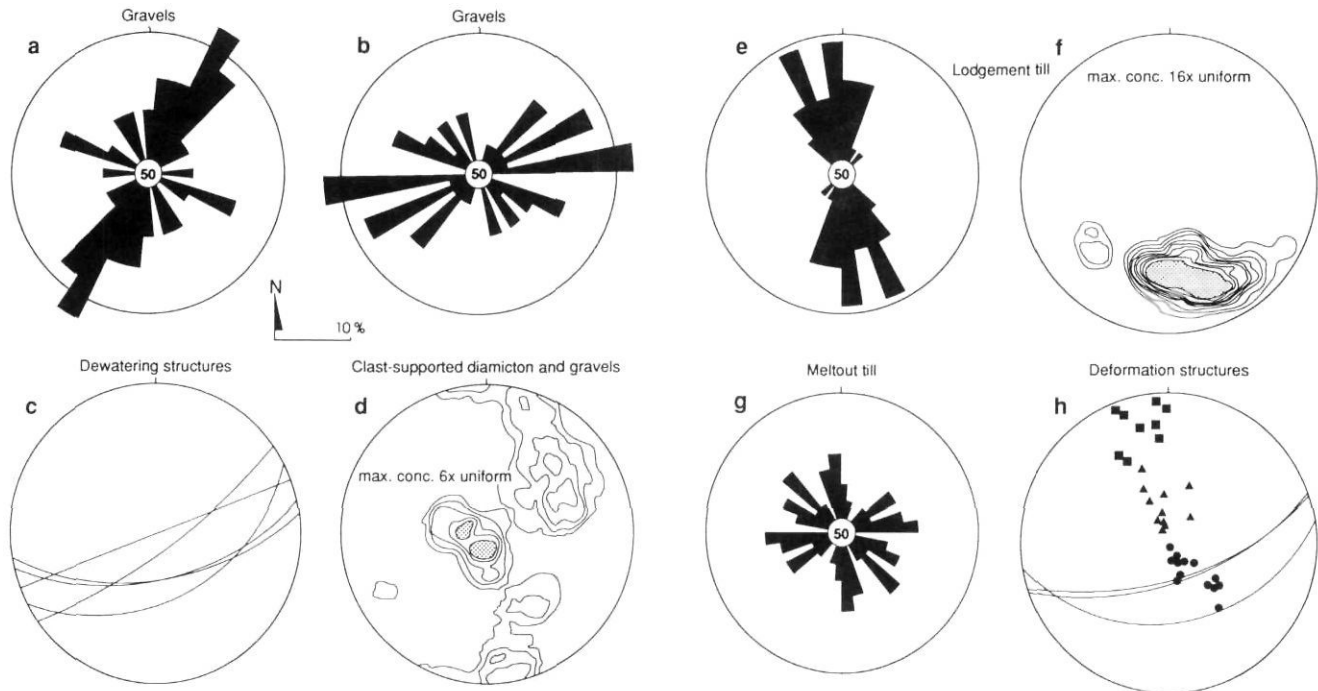 Gravels
a
50
Gravels
b
50
N
10 %
e
50
Lodgement till
f
max. conc. 16x uniform
Dewatering structures
c
Clast-supported diamicton and gravels
d
max. conc. 6x uniform
Meltout till
g
50
Deformation structures
h